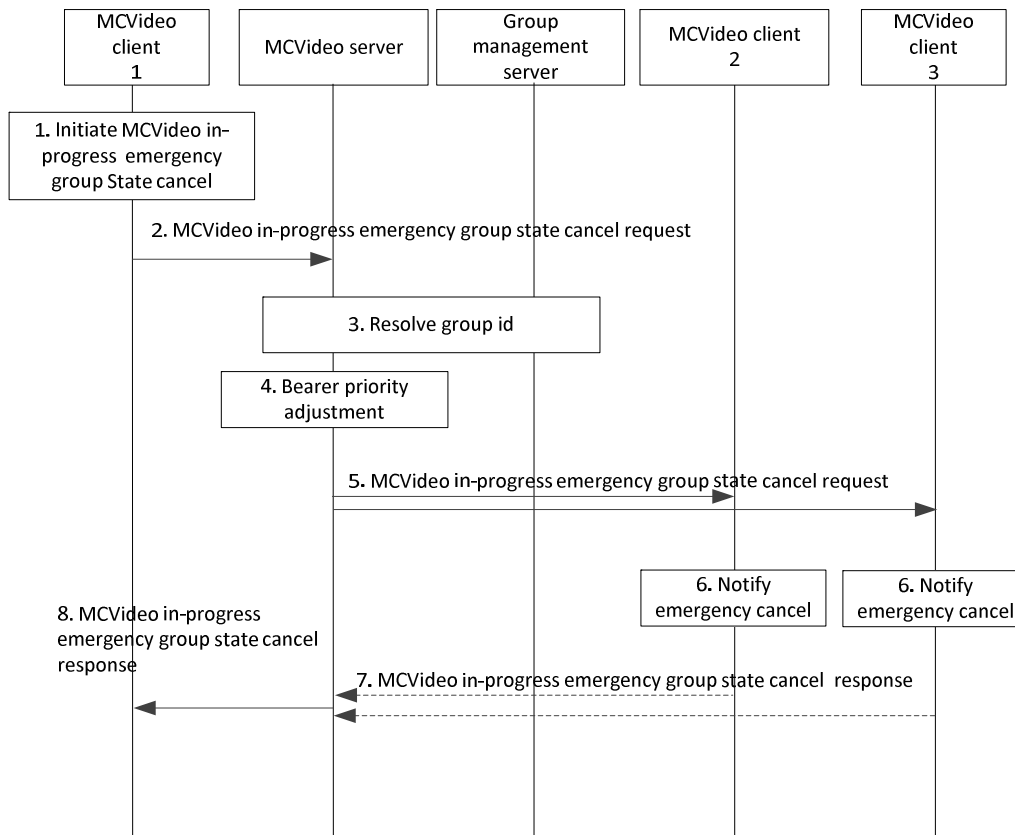 MCVideo
client
1
MCVideo server
Group
management
server
MCVideo client
2
MCVideo
client
3
1. Initiate MCVideo in-
progress emergency
group State cancel
2. MCVideo in-progress emergency group state cancel request
3. Resolve group id
4. Bearer priority
adjustment
5. MCVideo in-progress emergency group state cancel request
6. Notify
emergency cancel
6. Notify
emergency cancel
8. MCVideo in-progress
emergency group state cancel
response
7. MCVideo in-progress emergency group state cancel response